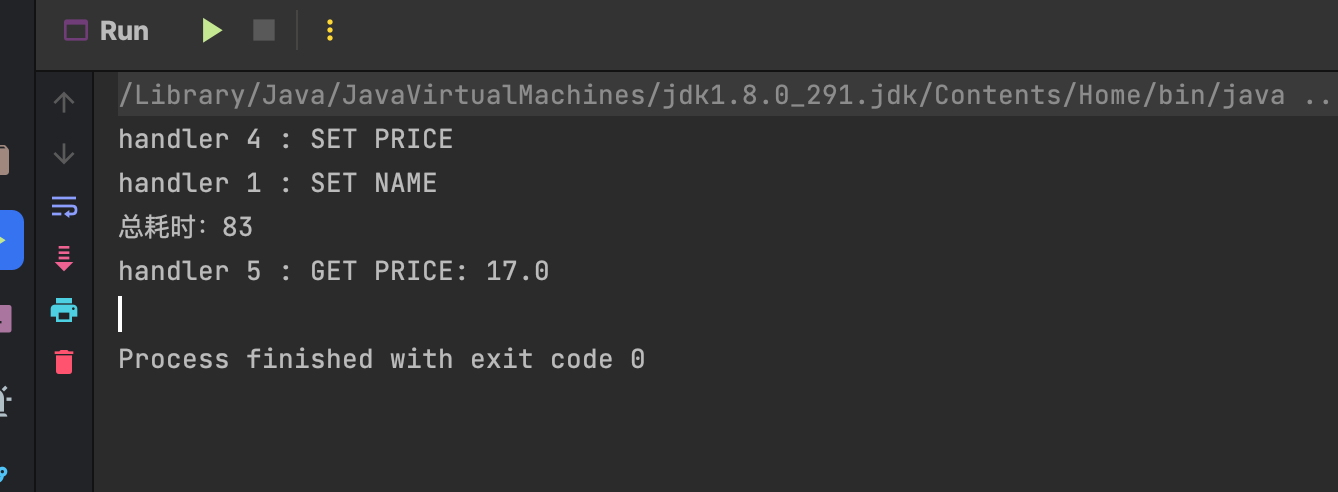 Run
/Library/Java/JavaVirtualMachines/jdk1.8.0_291.jdk/Contents/Home/bin/java ..
handler 4 : SET PRICE
handler 1 : SET NAME
总耗时：83
handler 5 : GET PRICE: 17.0
Process finished with exit code 0